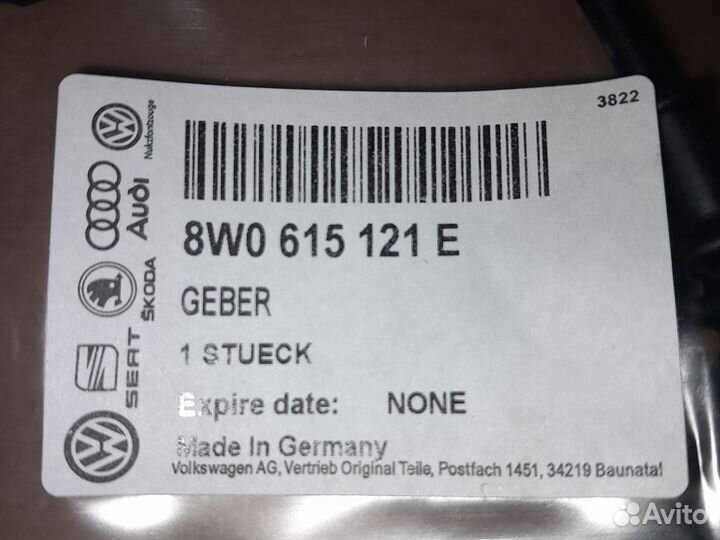 3822
8W0 615 121 E
GEBER
1 STUECK
Expire date: NONE
Made In Germany
Volkswagen AG, Vertrieb Original Teile, Postfach 1451, 34219 Baunatal
Nutzfahrzeuge
Audi
ŠKODA
SEAT
Avito